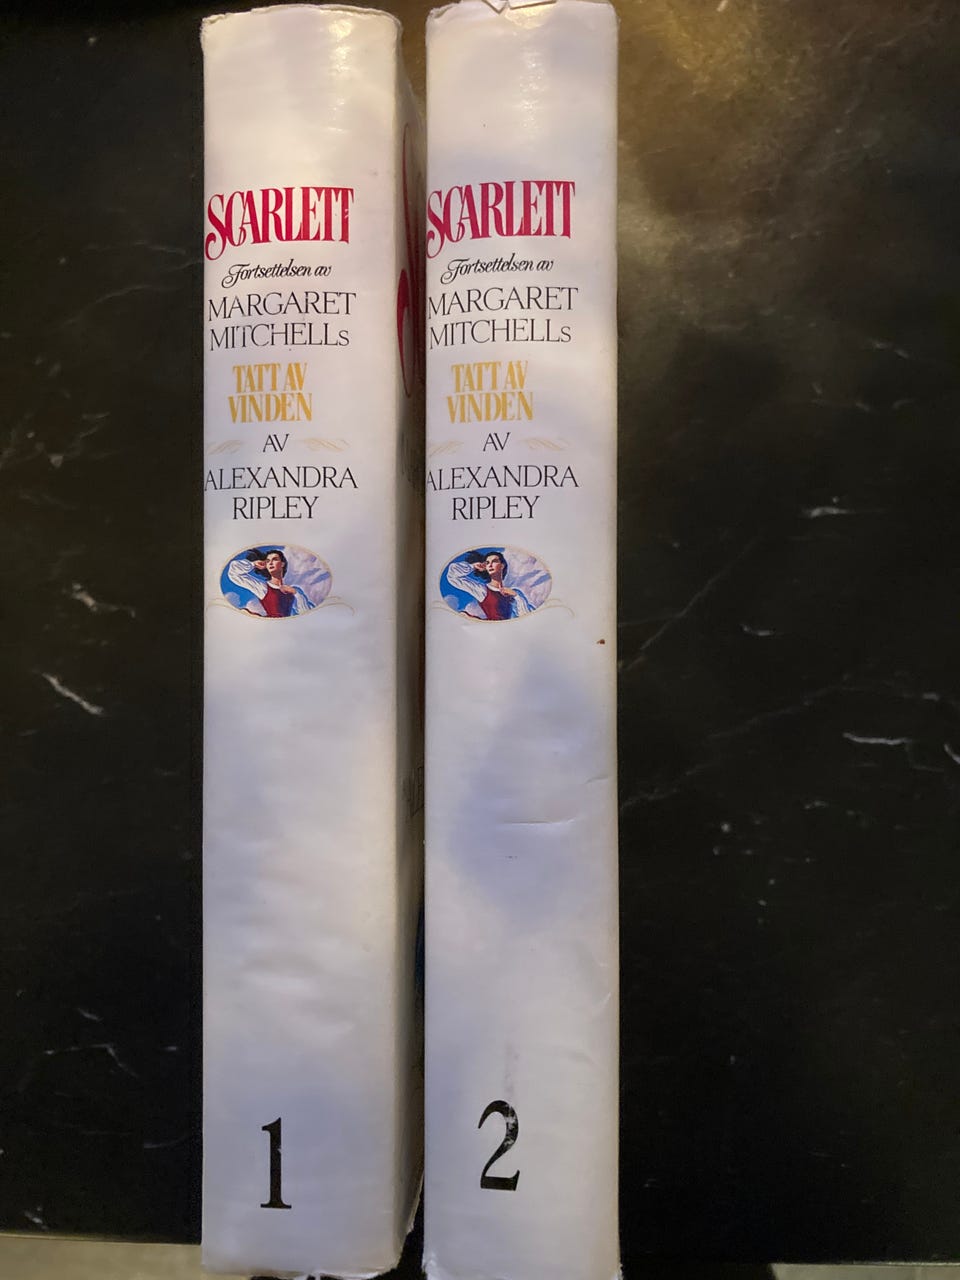 SCARLETT
Fortsettelsen av
MARGARET
MITCHELLs
TATT AV
VINDEN
AV
ALEXANDRA
RIPLEY
1
SCARLETT
Fortsettelsen av
MARGARET
MITCHELLs
TATT AV
VINDEN
AV
ALEXANDRA
RIPLEY
2